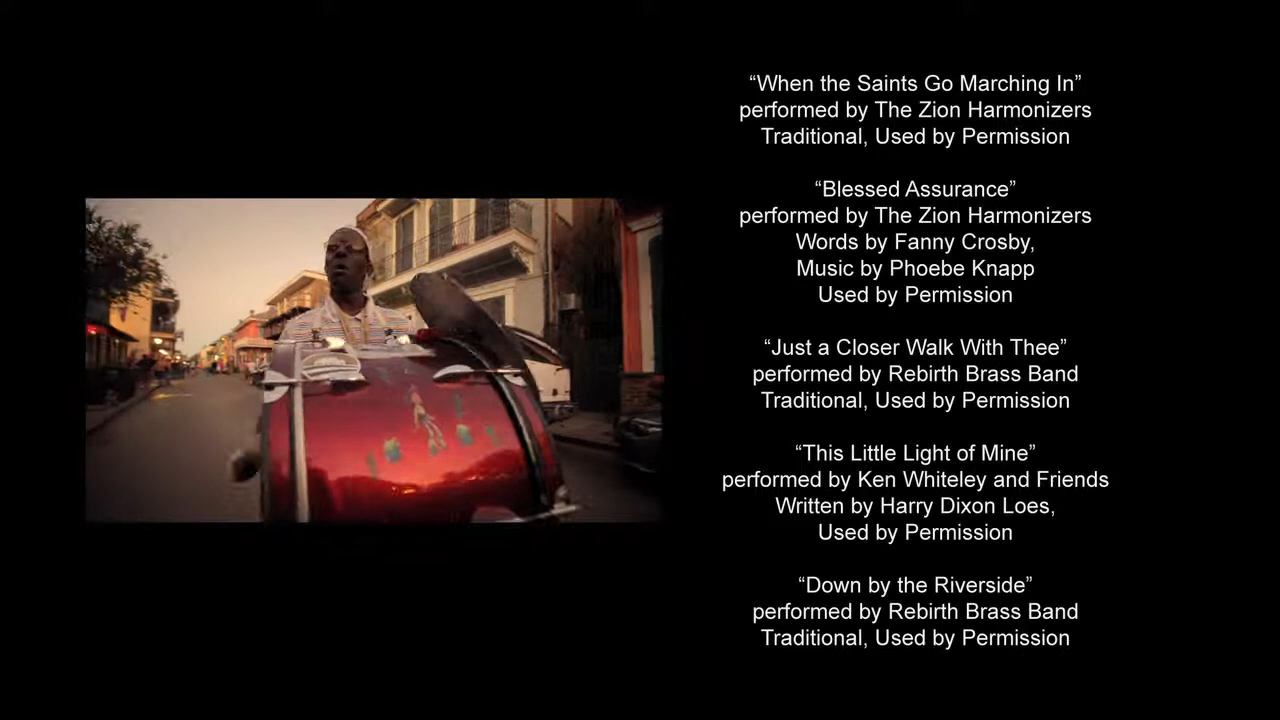 “When the Saints Go Marching In”
performed by The Zion Harmonizers
Traditional, Used by Permission
“Blessed Assurance”
performed by The Zion Harmonizers
Words by Fanny Crosby,
Music by Phoebe Knapp
Used by Permission
“Just a Closer Walk With Thee”
performed by Rebirth Brass Band
Traditional, Used by Permission
“This Little Light of Mine”
performed by Ken Whiteley and Friends
Written by Harry Dixon Loes,
Used by Permission
“Down by the Riverside”
performed by Rebirth Brass Band
Traditional, Used by Permission